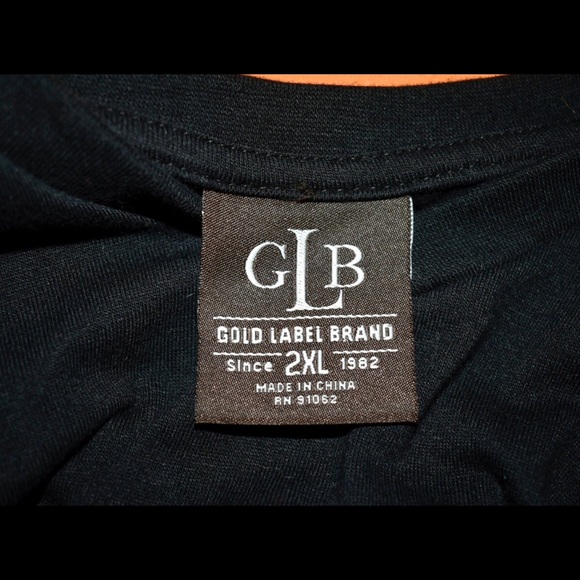 GLB
GOLD LABEL BRAND
Since 2XL 1982
MADE IN CHINA
RN 91062